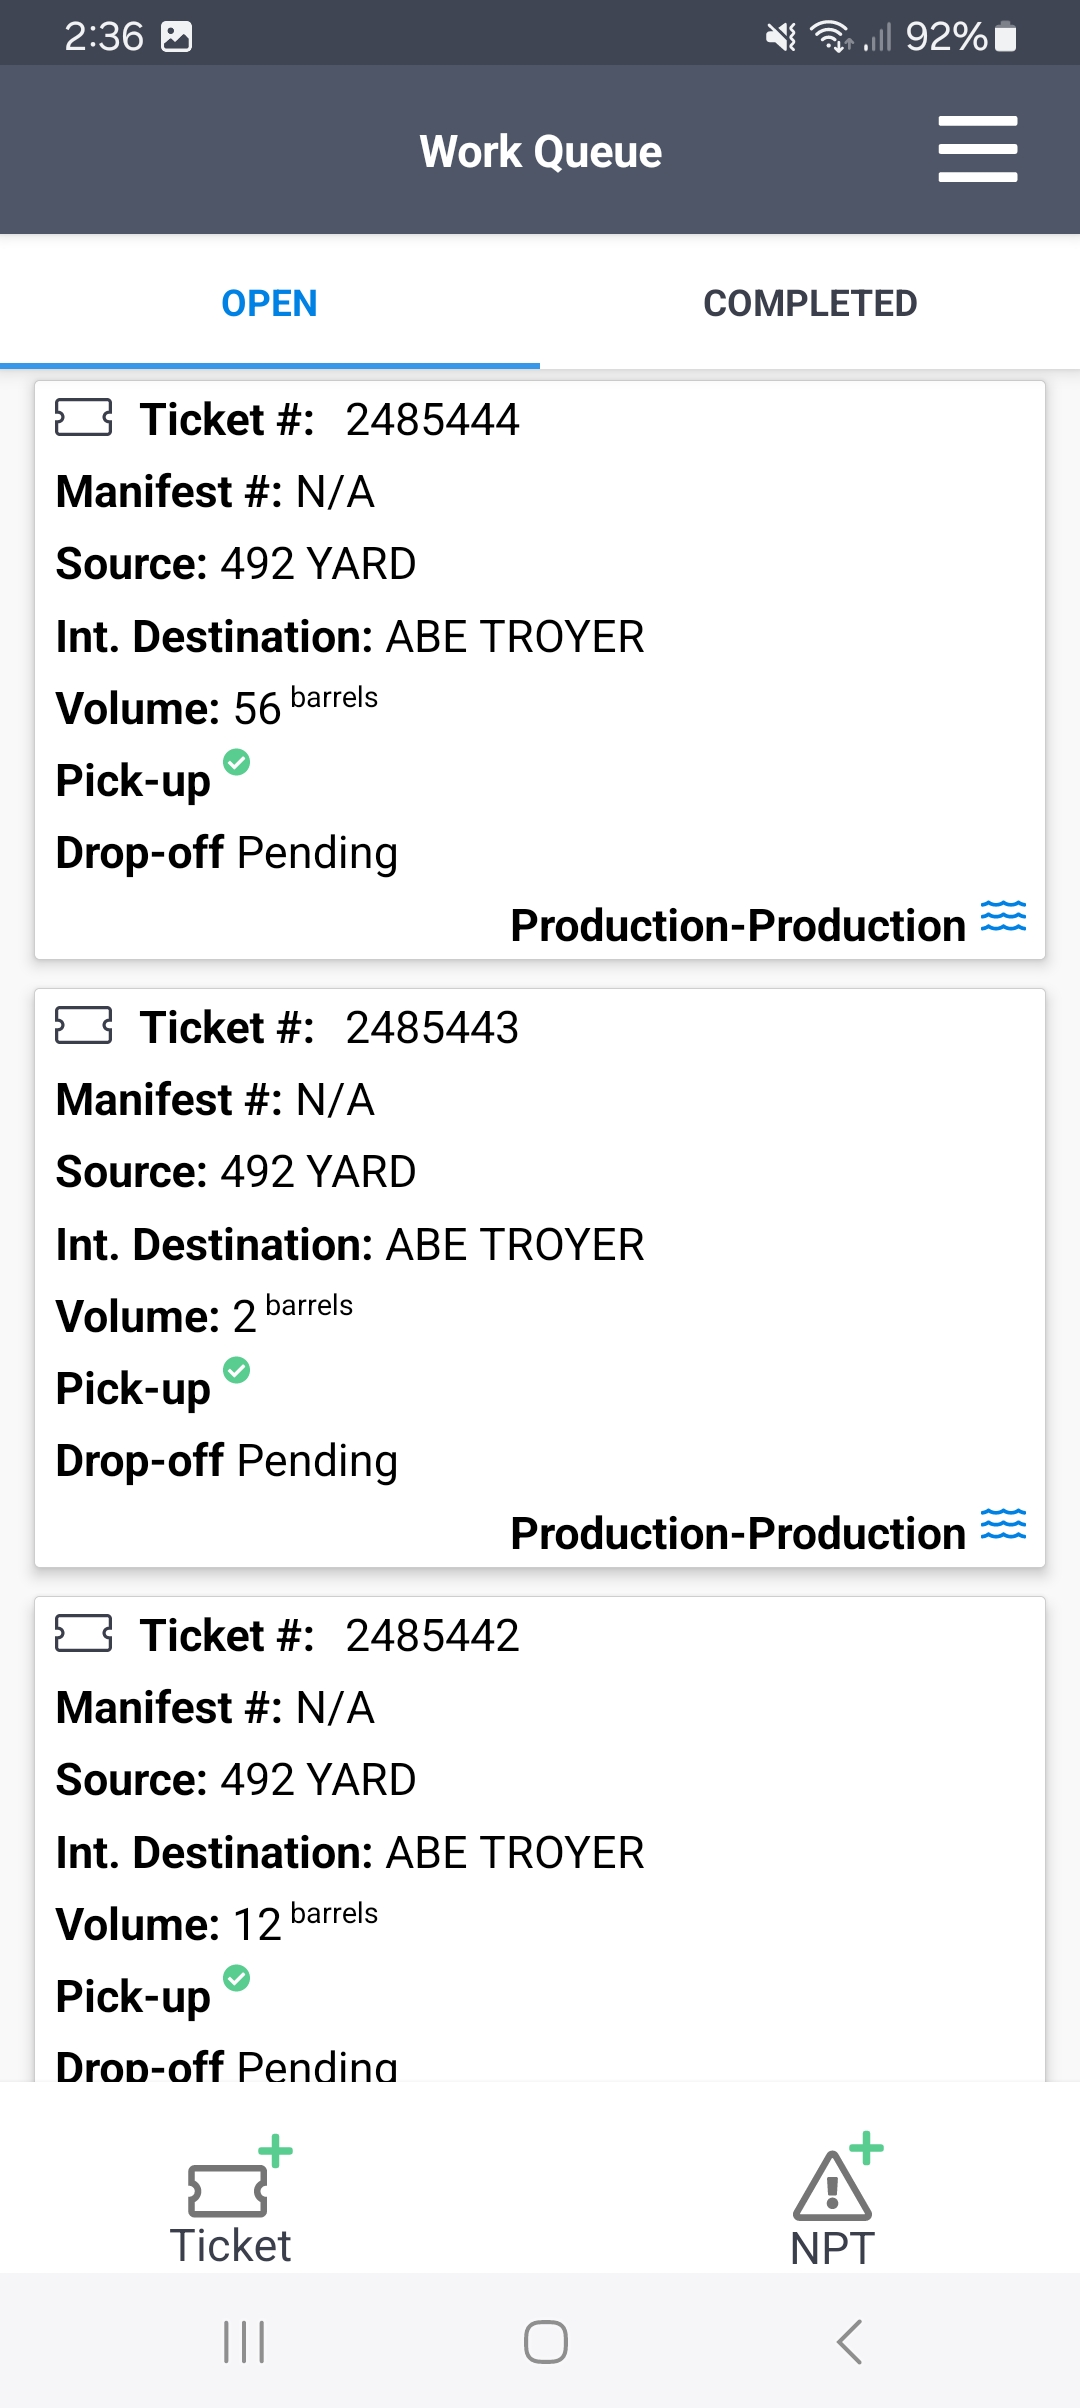 2:36 92%
Work Queue
OPEN COMPLETED
Ticket #: 2485444
Manifest #: N/A
Source: 492 YARD
Int. Destination: ABE TROYER
Volume: 56 barrels
Pick-up
Drop-off Pending
Production-Production
Ticket #: 2485443
Manifest #: N/A
Source: 492 YARD
Int. Destination: ABE TROYER
Volume: 2 barrels
Pick-up
Drop-off Pending
Production-Production
Ticket #: 2485442
Manifest #: N/A
Source: 492 YARD
Int. Destination: ABE TROYER
Volume: 12 barrels
Pick-up
Drop-off Pending
Ticket NPT